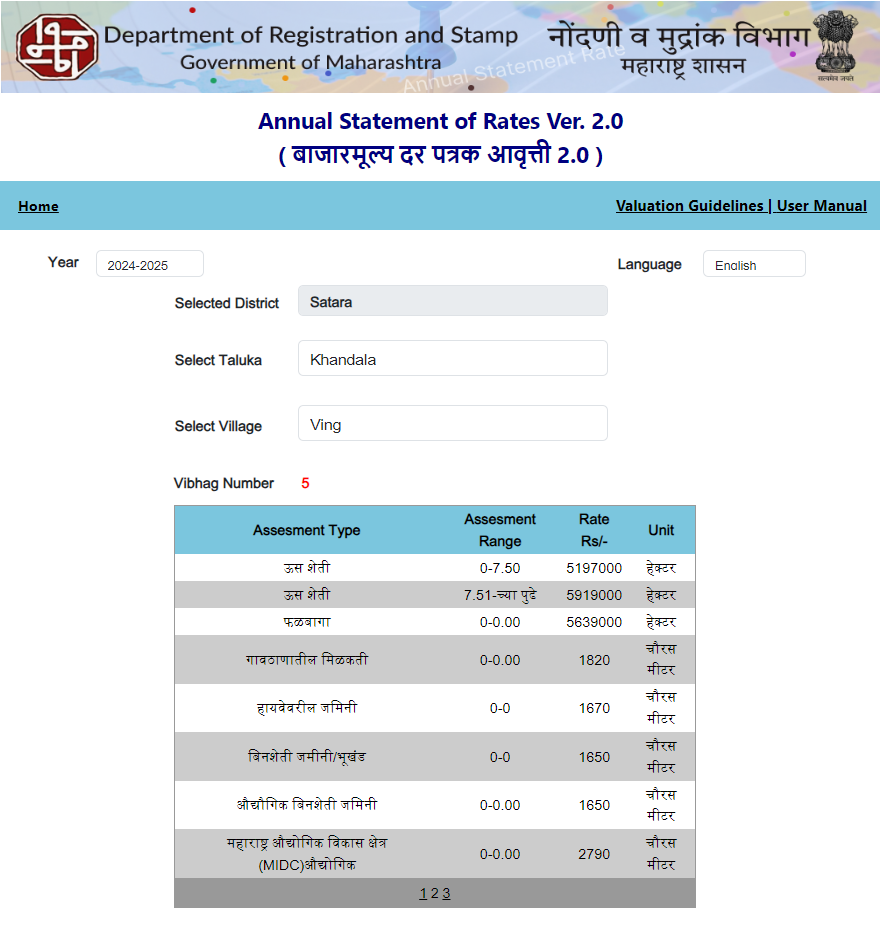 Department of Registration and Stamp
Government of Maharashtra
नोंदणी व मुद्रांक विभाग
महाराष्ट्र शासन
सत्यमेव जयते
Annual Statement Rate
Annual Statement of Rates Ver. 2.0
( बाजारमूल्य दर पत्रक आवृत्ती 2.0 )
Home
Valuation Guidelines | User Manual
Year 2024-2025 Language English
Selected District Satara
Select Taluka Khandala
Select Village Ving
Vibhag Number 5
Assesment Type Assesment Range Rate Rs/- Unit
ऊस शेती 0-7.50 5197000 हेक्टर
ऊस शेती 7.51-च्या पुढे 5919000 हेक्टर
फळबागा 0-0.00 5639000 हेक्टर
गावठाणातील मिळकती 0-0.00 1820 चौरस मीटर
हायवेवरील जमिनी 0-0 1670 चौरस मीटर
बिनशेती जमीनी/भूखंड 0-0 1650 चौरस मीटर
औद्यौगिक बिनशेती जमिनी 0-0.00 1650 चौरस मीटर
महाराष्ट्र औद्योगिक विकास क्षेत्र (MIDC)औद्योगिक 0-0.00 2790 चौरस मीटर
1 2 3